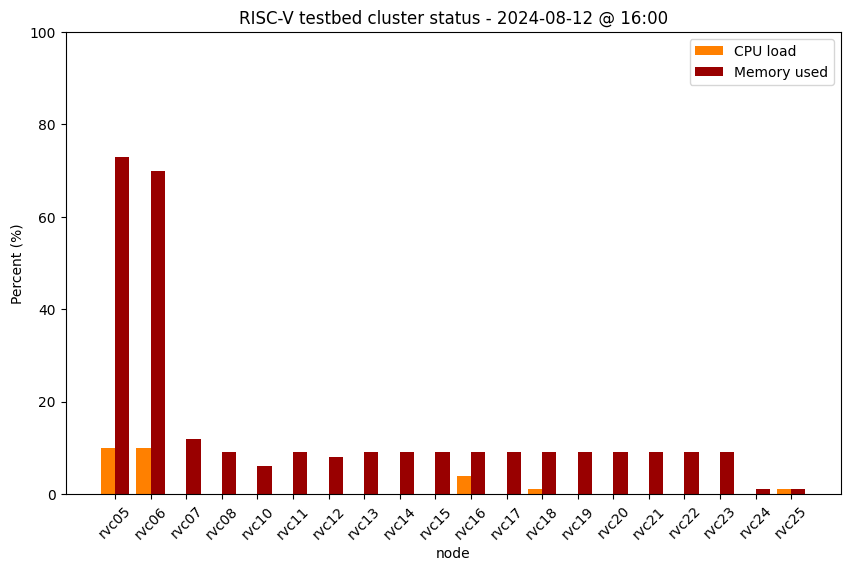 RISC-V testbed cluster status - 2024-08-12 @ 16:00
CPU load
Memory used
Percent (%)
100
80
60
40
20
0
rvc05
rvc06
rvc07
rvc08
rvc10
rvc11
rvc12
rvc13
rvc14
rvc15
rvc16
rvc17
rvc18
rvc19
rvc20
rvc21
rvc22
rvc23
rvc24
rvc25
node